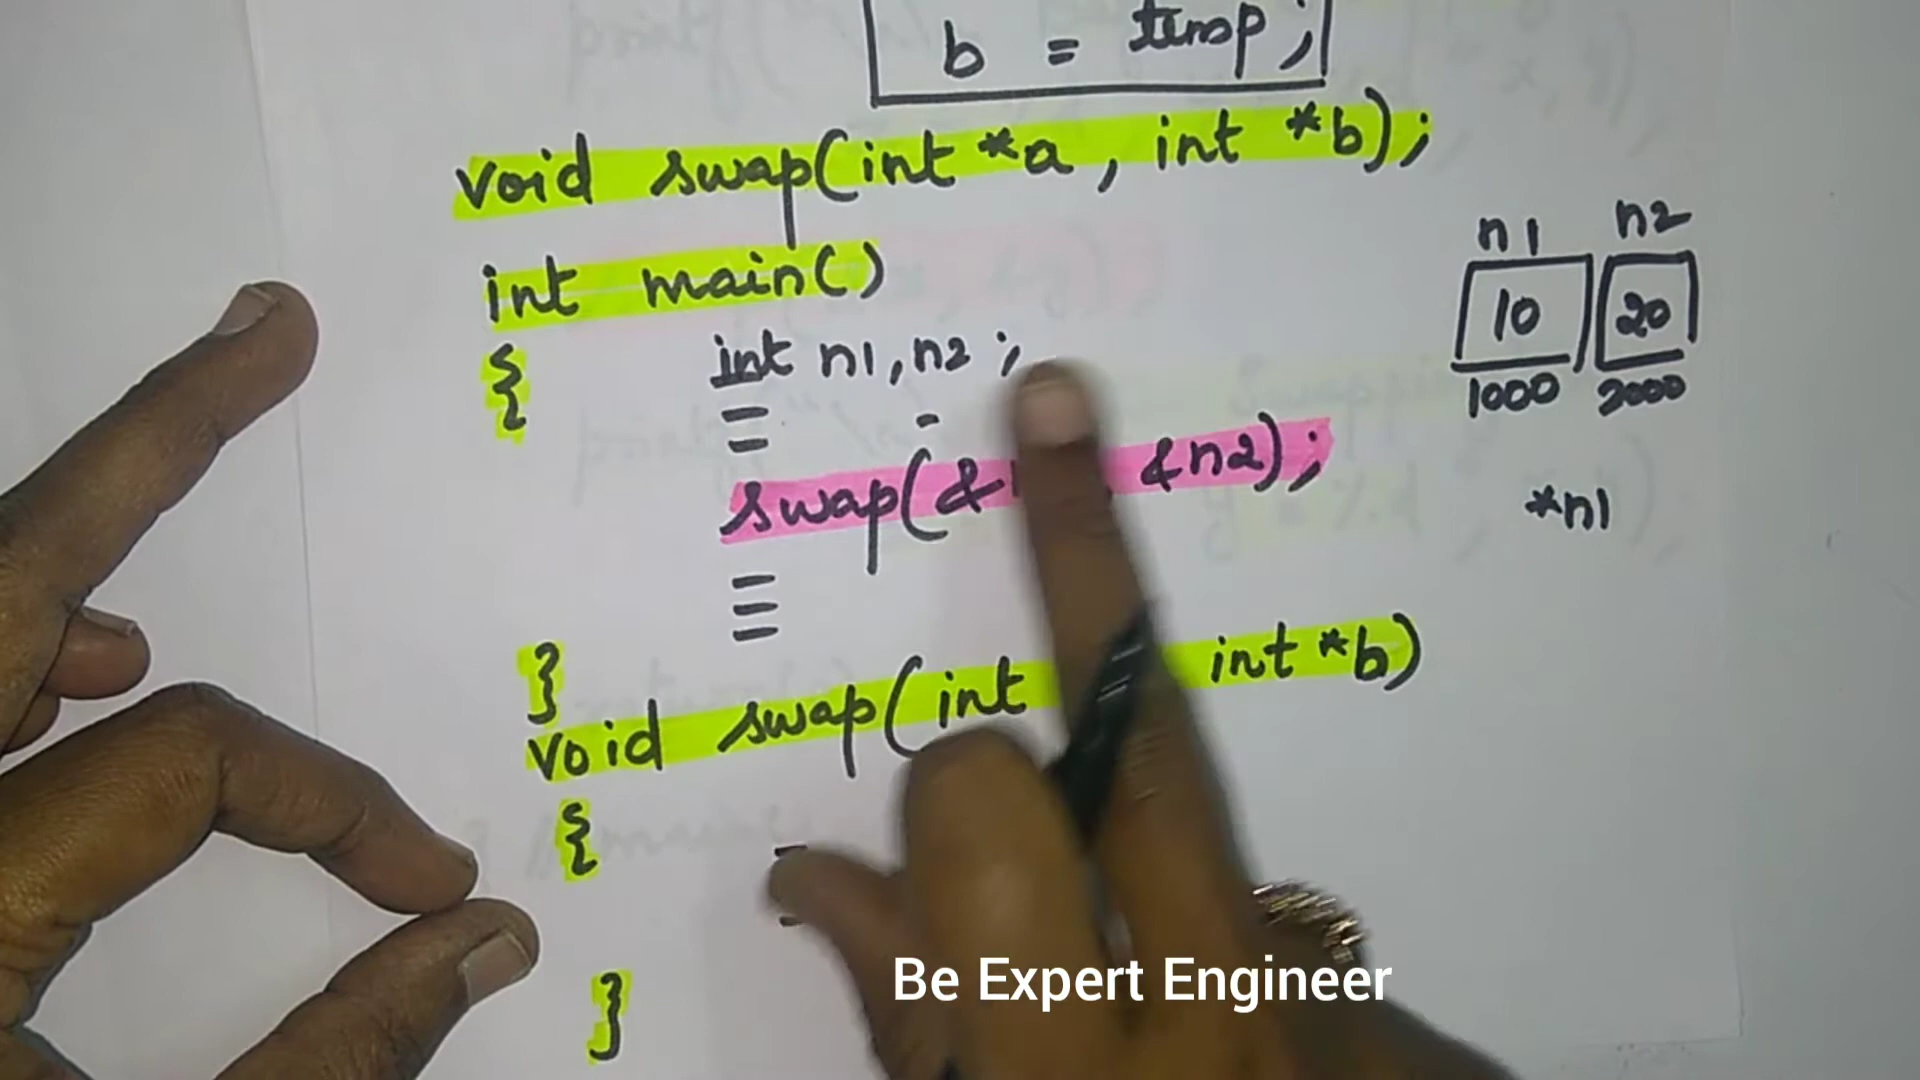 b = temp;
void swap(int *a, int *b);
int main()
{ int n1, n2 ;
= -
swap(& &n2);
≡
}
void swap(int int *b)
{
}
n1 n2
10 20
1000 2000
*n1
Be Expert Engineer